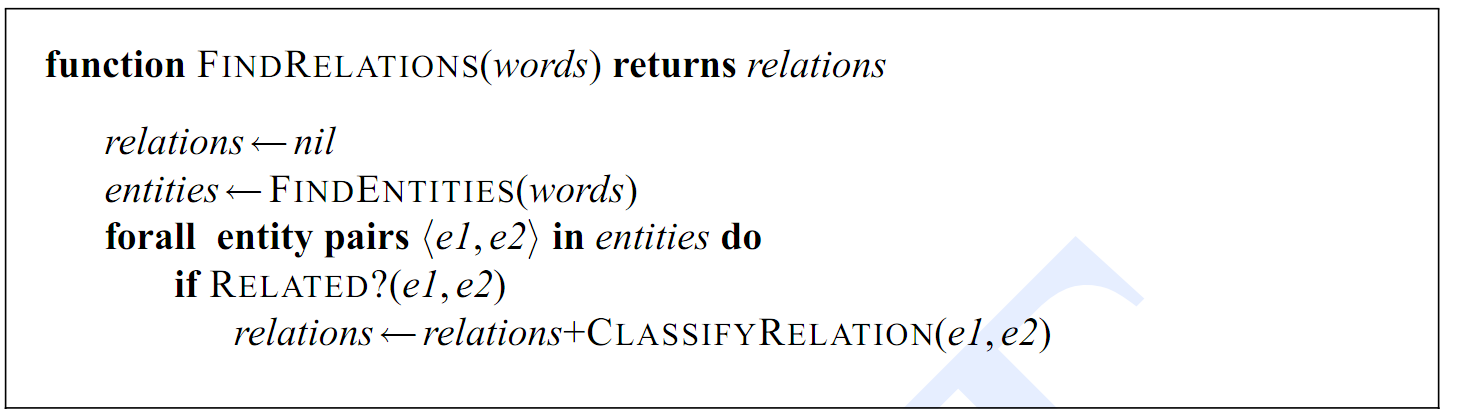 function FINDRELATIONS(words) returns relations
relations ← nil
entities ← FINDENTITIES(words)
forall entity pairs ⟨e1, e2⟩ in entities do
if RELATED?(e1, e2)
relations ← relations+CLASSIFYRELATION(e1, e2)